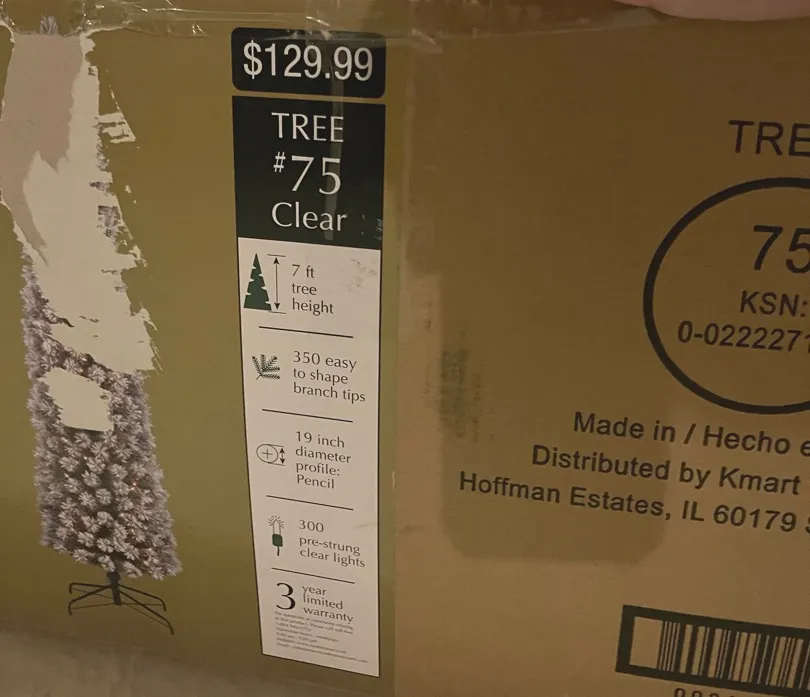 $129.99
TREE
#75
Clear
7 ft
tree
height
350 easy
to shape
branch tips
19 inch
diameter
profile:
Pencil
300
pre-strung
clear lights
3 year
limited
warranty
TRE
75
KSN:
0-0222271
Made in / Hecho e
Distributed by Kmart
Hoffman Estates, IL 60179